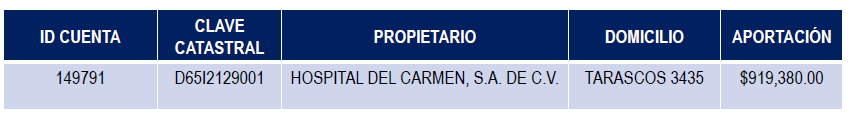 ID CUENTA
CLAVE
CATASTRAL
PROPIETARIO
DOMICILIO
APORTACIÓN
149791
D65I2129001
HOSPITAL DEL CARMEN, S.A. DE C.V.
TARASCOS 3435
$919,380.00